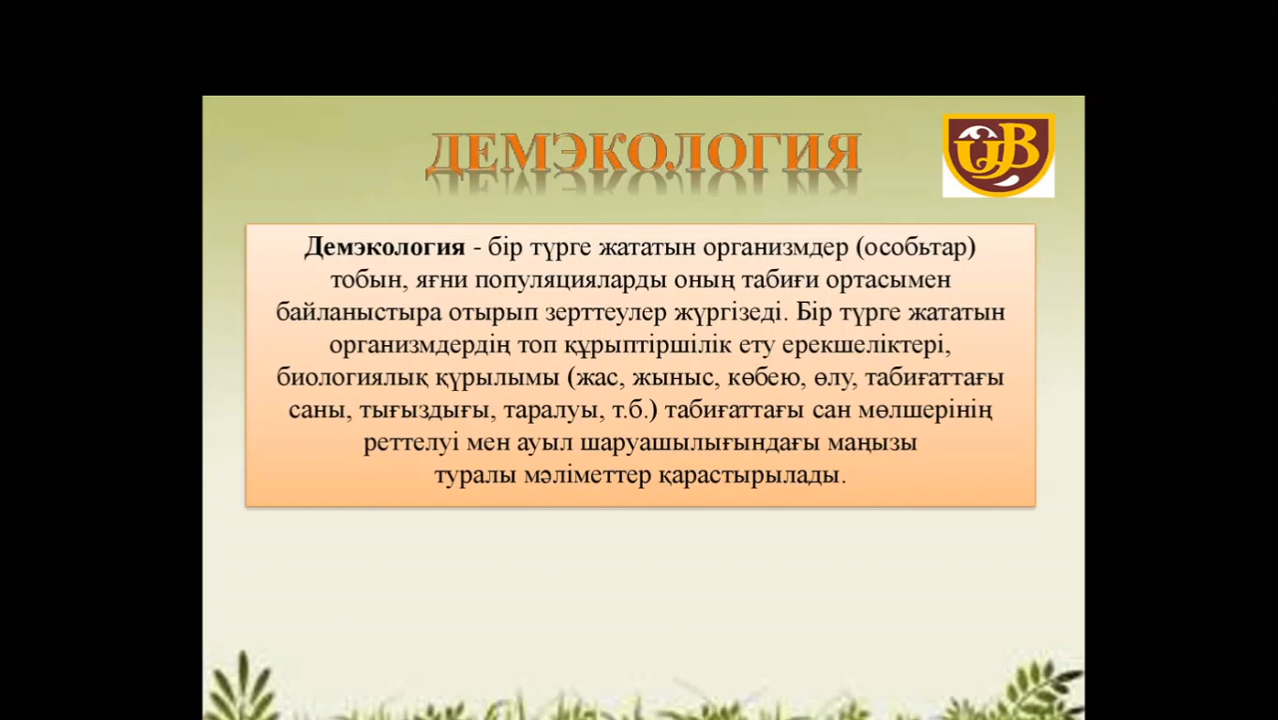 ДЕМЭКОЛОГИЯ
Демэкология - бір түрге жататын организмдер (особьтар)
тобын, яғни популяцияларды оның табиғи ортасымен
байланыстыра отырып зерттеулер жүргізеді. Бір түрге жататын
организмдердің топ құрыптіршілік ету ерекшеліктері,
биологиялық құрылымы (жас, жыныс, көбею, өлу, табиғаттағы
саны, тығыздығы, таралуы, т.б.) табиғаттағы сан мөлшерінің
реттелуі мен ауыл шаруашылығындағы маңызы
туралы мәліметтер қарастырылады.